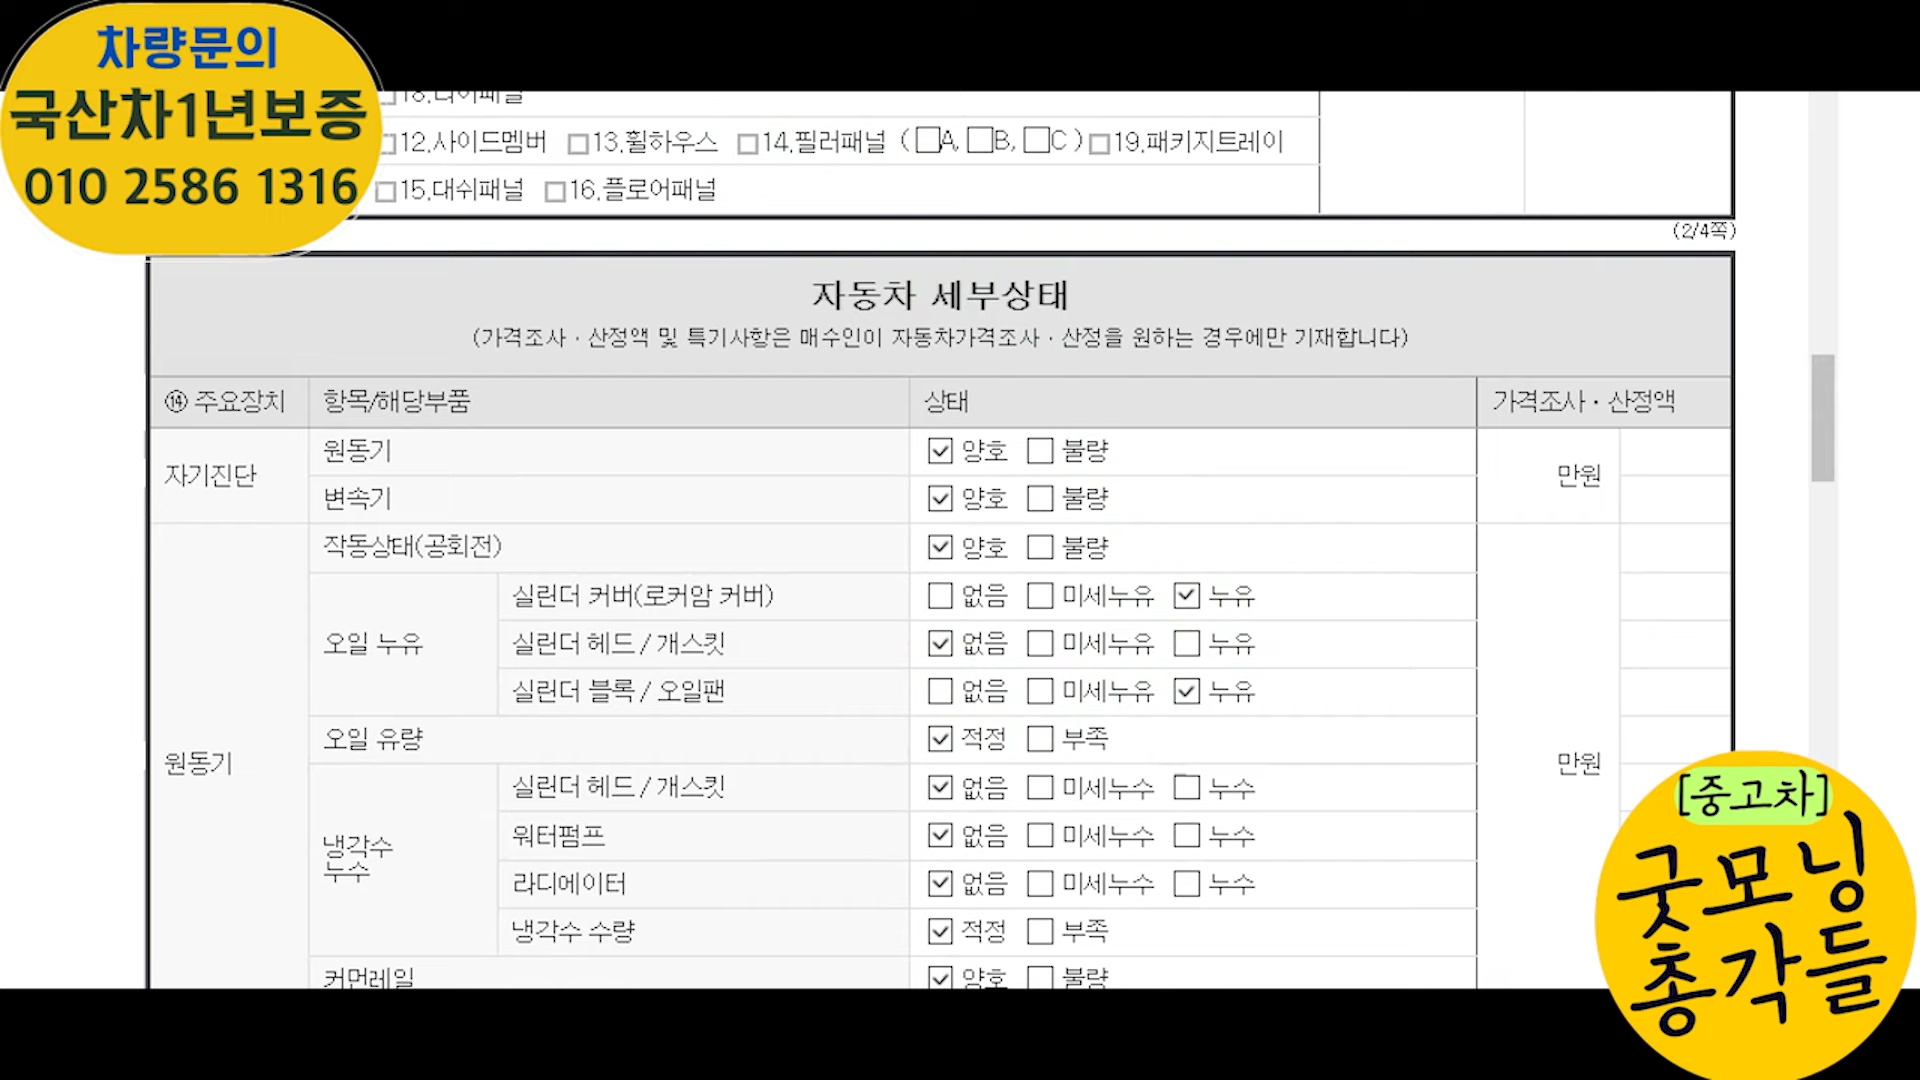 차량문의
국산차1년보증
010 2586 1316
12.사이드멤버 13.휠하우스 14.필러패널 ( A, B, C ) 19.패키지트레이
15.대쉬패널 16.플로어패널
(2/4쪽)
자동차 세부상태
(가격조사 · 산정액 및 특기사항은 매수인이 자동차가격조사 · 산정을 원하는 경우에만 기재합니다)
⑭ 주요장치 항목/해당부품 상태 가격조사 · 산정액
자기진단 원동기 양호 불량 만원
변속기 양호 불량
원동기 작동상태(공회전) 양호 불량 만원
오일 누유 실린더 커버(로커암 커버) 없음 미세누유 누유
실린더 헤드 / 개스킷 없음 미세누유 누유
실린더 블록 / 오일팬 없음 미세누유 누유
오일 유량 적정 부족
냉각수 누수 실린더 헤드 / 개스킷 없음 미세누수 누수
워터펌프 없음 미세누수 누수
라디에이터 없음 미세누수 누수
냉각수 수량 적정 부족
커먼레일 양호 불량
[중고차]
굿모닝
총각들